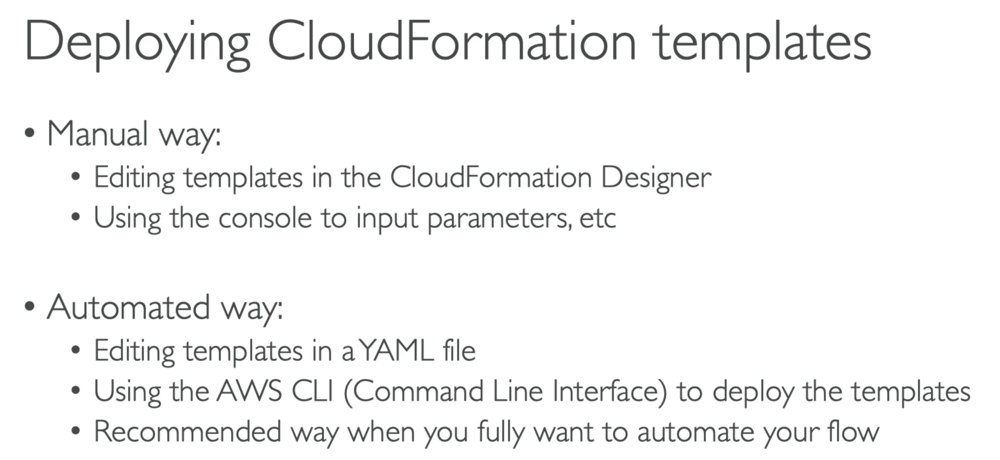 Deploying CloudFormation templates
• Manual way:
• Editing templates in the CloudFormation Designer
• Using the console to input parameters, etc
• Automated way:
• Editing templates in a YAML file
• Using the AWS CLI (Command Line Interface) to deploy the templates
• Recommended way when you fully want to automate your flow